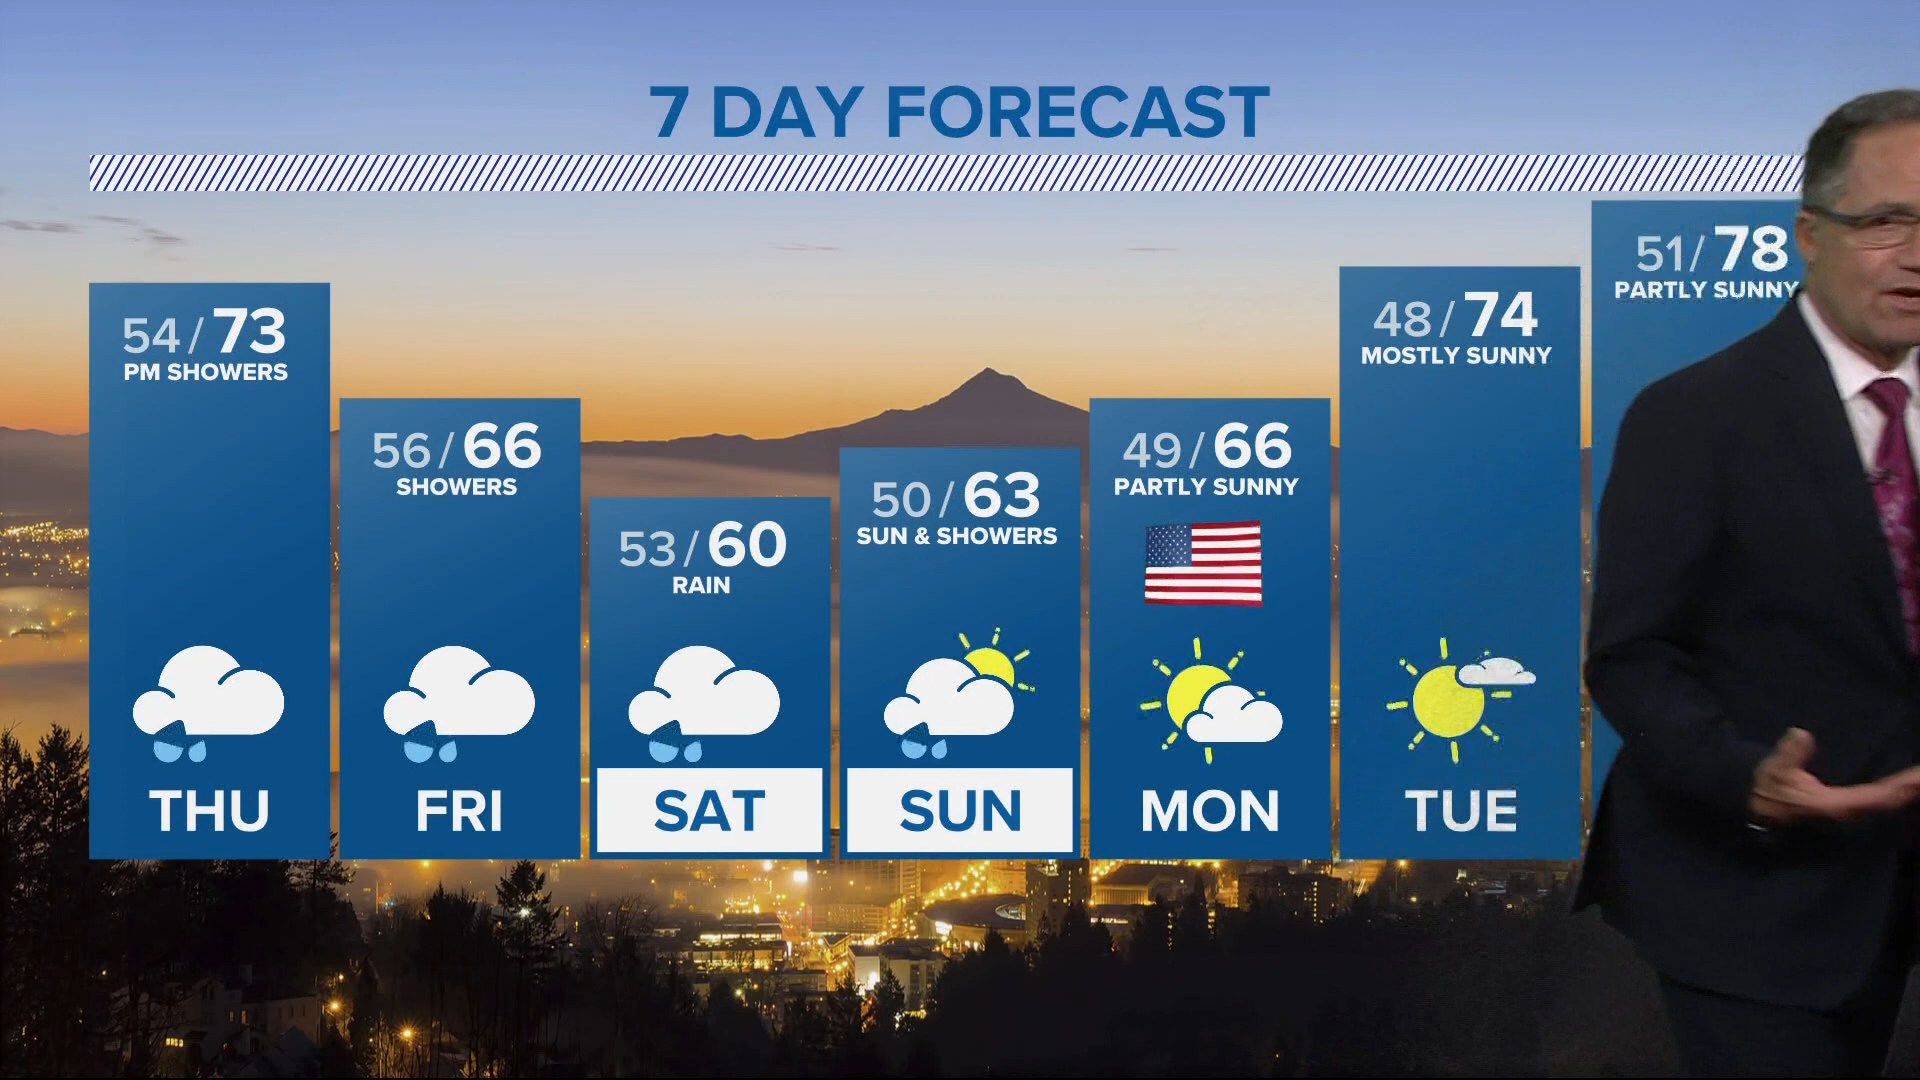 7 DAY FORECAST
54/73
PM SHOWERS
THU
56/66
SHOWERS
FRI
53/60
RAIN
SAT
50/63
SUN & SHOWERS
SUN
49/66
PARTLY SUNNY
MON
48/74
MOSTLY SUNNY
TUE
51/78
PARTLY SUNNY